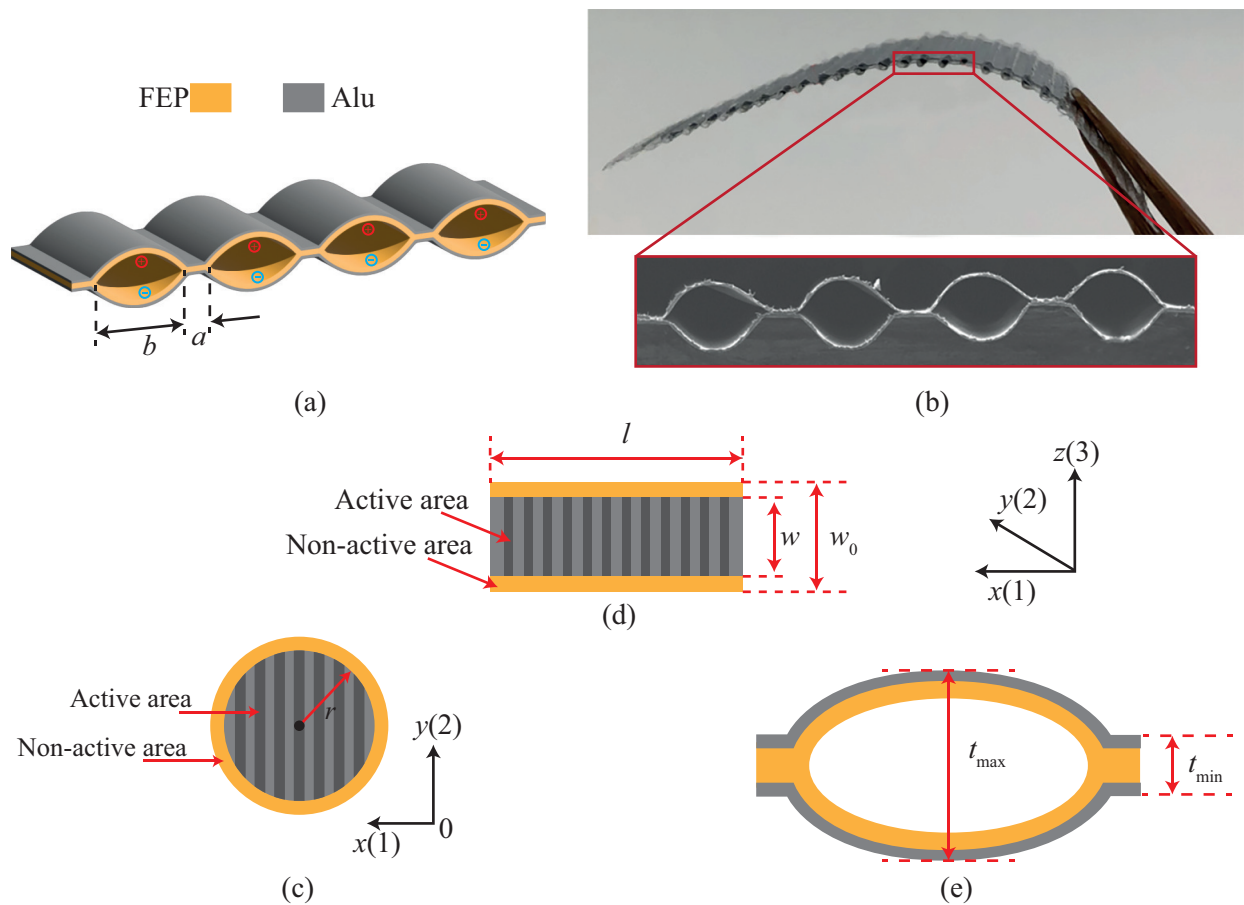 FEP
Alu
b
a
(a)
(b)
l
Active area
Non-active area
w
w0
(d)
z(3)
y(2)
x(1)
Active area
Non-active area
r
y(2)
x(1)
0
(c)
tmax
tmin
(e)